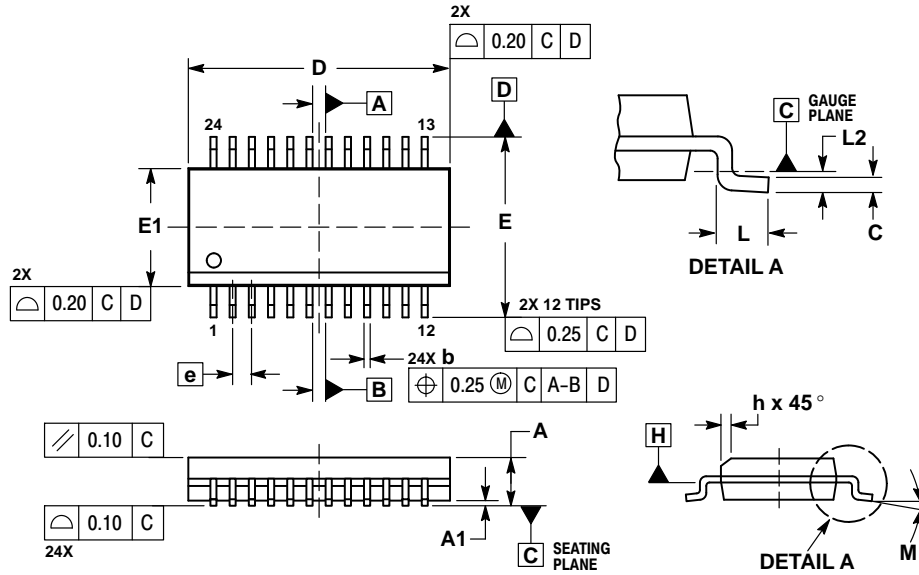 2X
⌓ 0.20 C D
D
A
D
24
13
C GAUGE PLANE
L2
E1
E
L
C
DETAIL A
2X
⌓ 0.20 C D
1
12
2X 12 TIPS
⌓ 0.25 C D
e
24X b
B
⌖ 0.25 Ⓜ C A-B D
h x 45°
⫽ 0.10 C
A
H
⌓ 0.10 C
24X
A1
C SEATING PLANE
DETAIL A
M